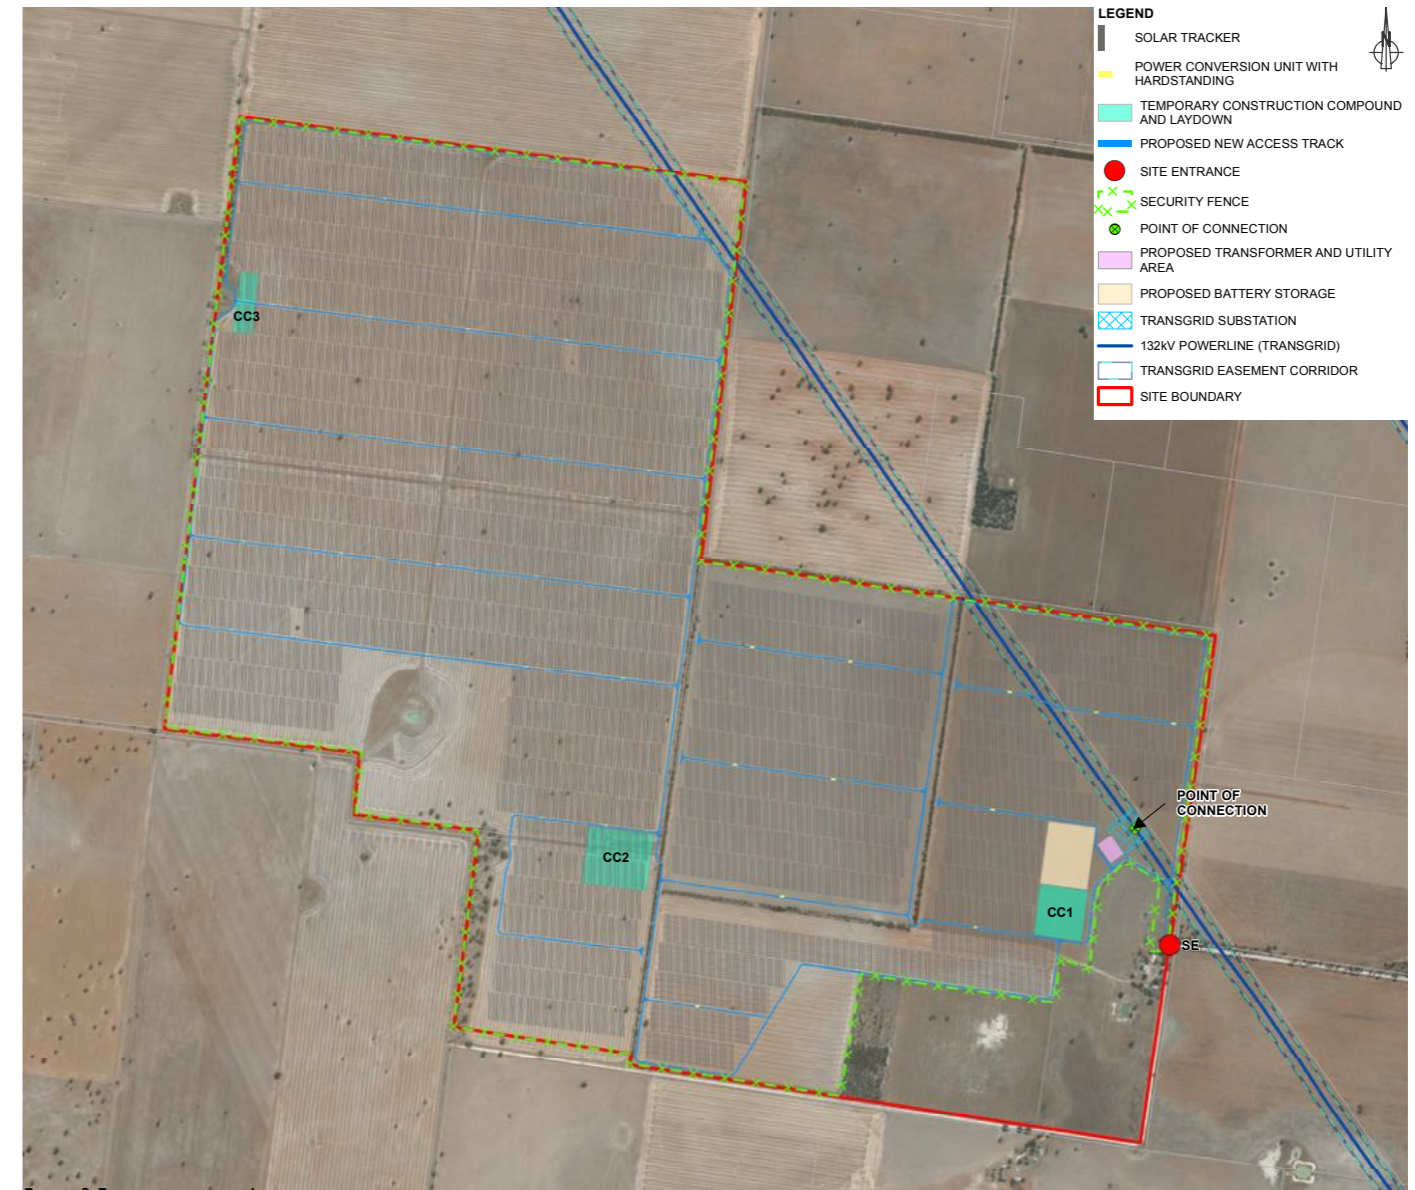 LEGEND
SOLAR TRACKER
POWER CONVERSION UNIT WITH
HARDSTANDING
TEMPORARY CONSTRUCTION COMPOUND
AND LAYDOWN
PROPOSED NEW ACCESS TRACK
SITE ENTRANCE
SECURITY FENCE
POINT OF CONNECTION
PROPOSED TRANSFORMER AND UTILITY
AREA
PROPOSED BATTERY STORAGE
TRANSGRID SUBSTATION
132kV POWERLINE (TRANSGRID)
TRANSGRID EASEMENT CORRIDOR
SITE BOUNDARY
N
CC3
POINT OF
CONNECTION
CC2
CC1
SE